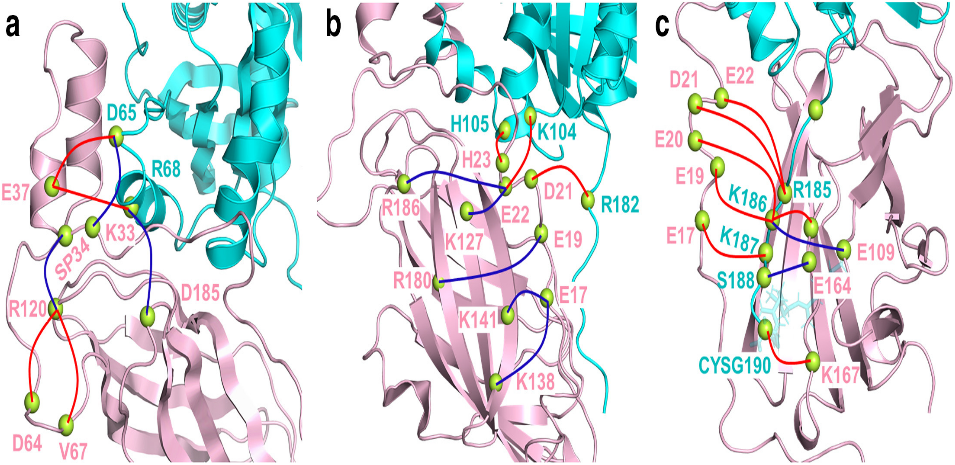 a
D65
R68
E37
K33
SP34
R120
D185
D64
V67
b
H105
K104
H23
D21
R186
E22
R182
K127
E19
R180
E17
K141
K138
c
D21
E22
E20
E19
K186
R185
E17
K187
E109
S188
E164
CYSG190
K167